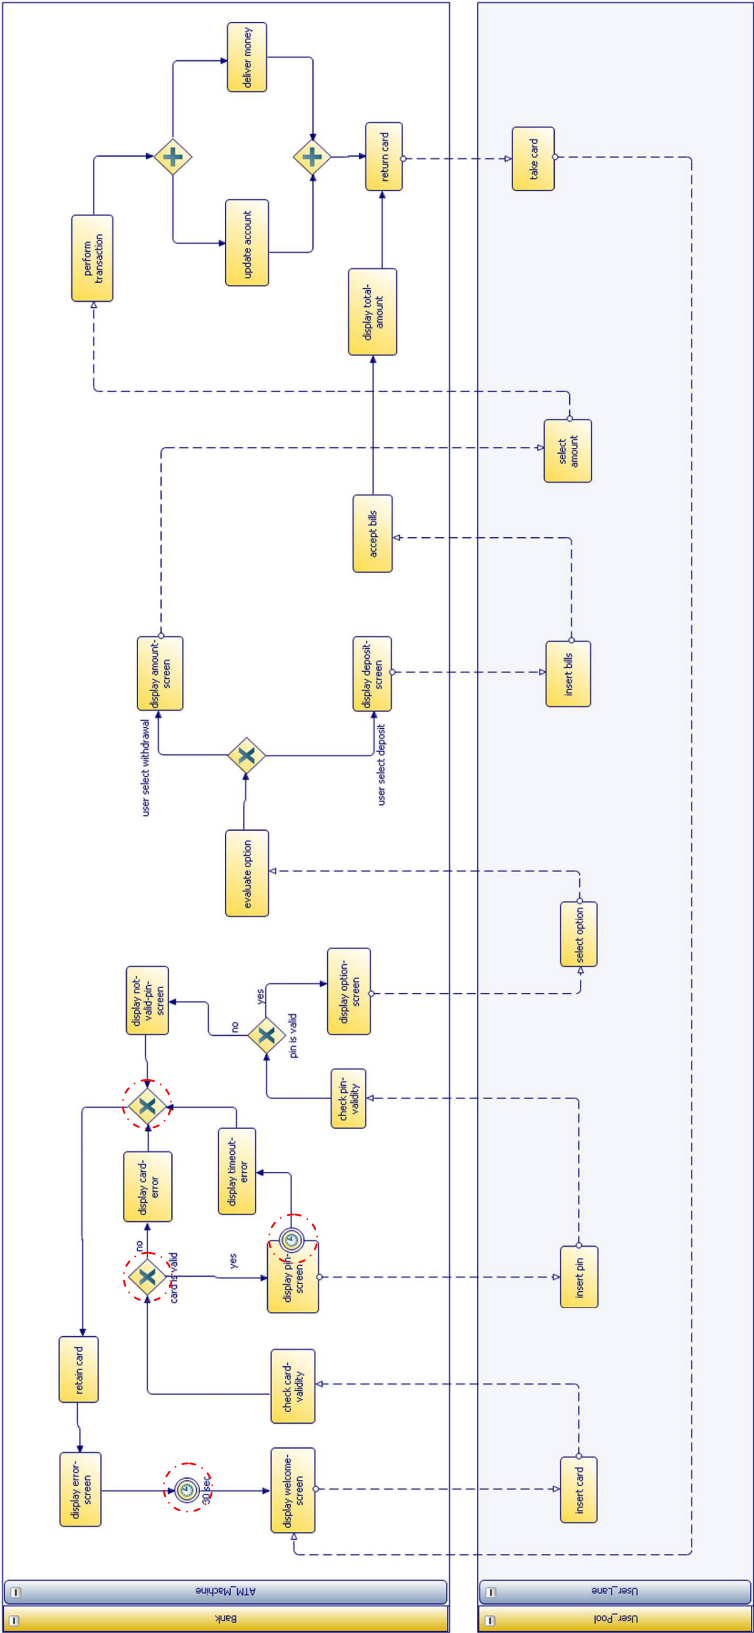 Bank
ATM_Machine
display welcome-
screen
30 sec
display error-
screen
retain card
check card-
validity
card is valid
no
yes
display card-
error
display pin-
screen
display timeout-
error
check pin-
validity
pin is valid
no
yes
display not-
valid-pin-
screen
display option-
screen
evaluate option
user select withdrawal
user select deposit
display amount-
screen
display deposit-
screen
accept bills
display total-
amount
perform
transaction
update account
deliver money
return card
User_Pool
User_Lane
insert card
insert pin
select option
insert bills
select
amount
take card